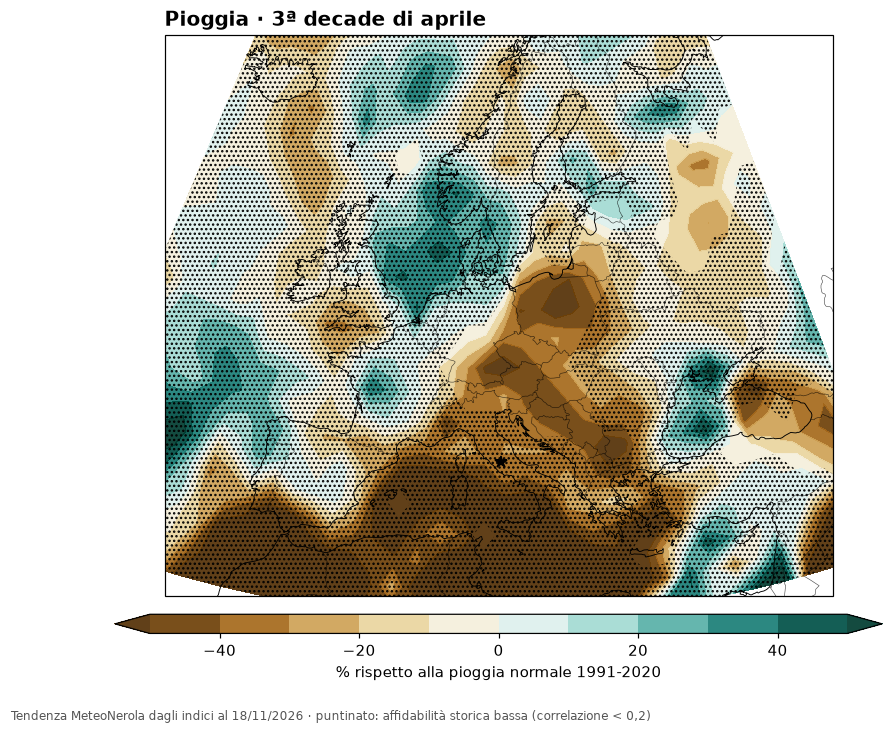 Pioggia · 3ª decade di aprile
−40 −20 0 20 40
% rispetto alla pioggia normale 1991-2020
Tendenza MeteoNerola dagli indici al 18/11/2026 · puntinato: affidabilità storica bassa (correlazione < 0,2)